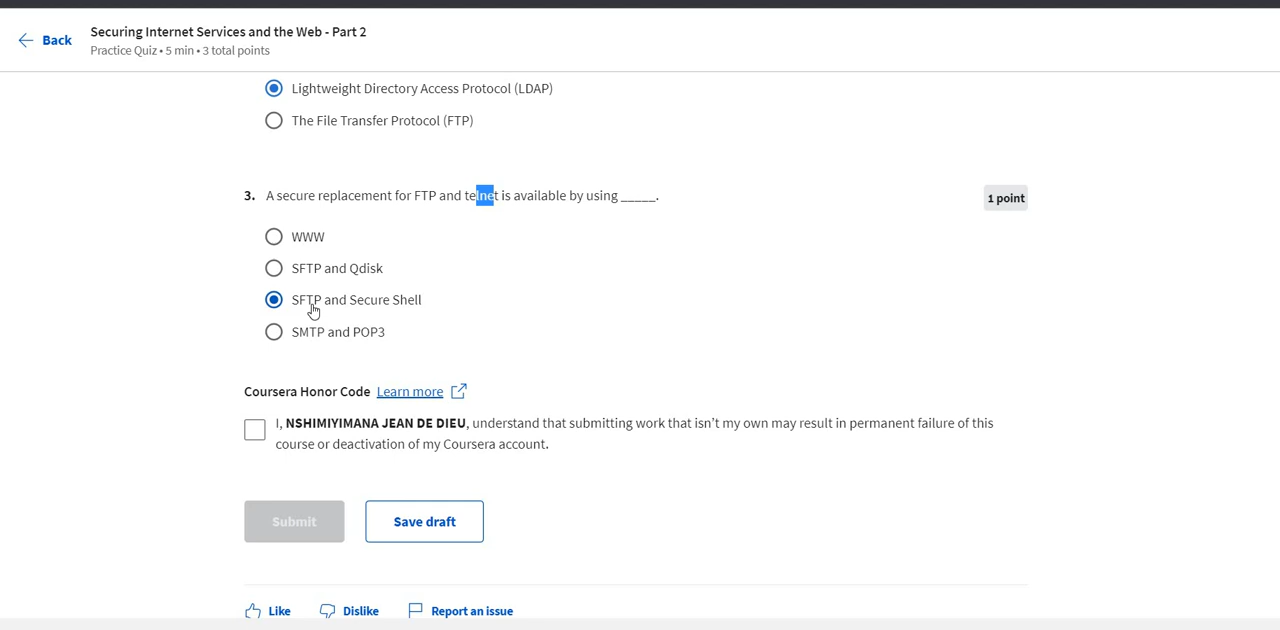 Back
Securing Internet Services and the Web - Part 2
Practice Quiz • 5 min • 3 total points
Lightweight Directory Access Protocol (LDAP)
The File Transfer Protocol (FTP)
3. A secure replacement for FTP and telnet is available by using _____.
1 point
WWW
SFTP and Qdisk
SFTP and Secure Shell
SMTP and POP3
Coursera Honor Code Learn more
I, NSHIMIYIMANA JEAN DE DIEU, understand that submitting work that isn't my own may result in permanent failure of this
course or deactivation of my Coursera account.
Submit
Save draft
Like
Dislike
Report an issue